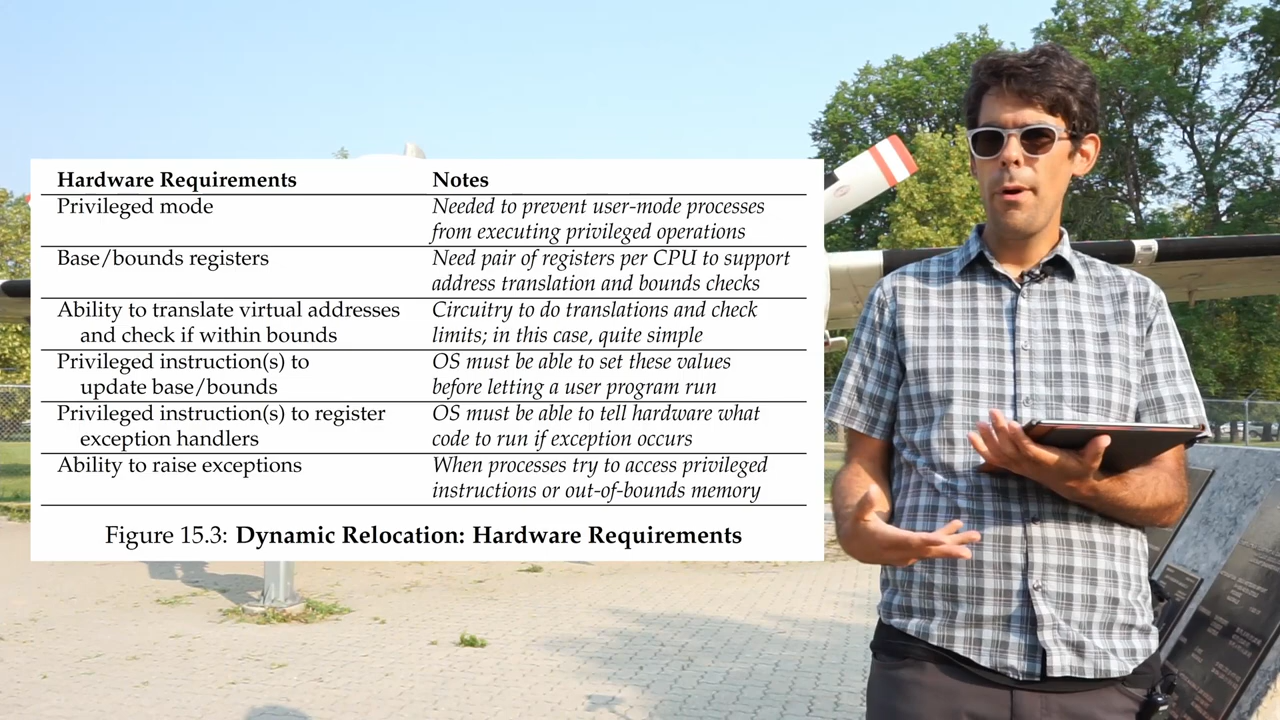 Hardware Requirements Notes
Privileged mode Needed to prevent user-mode processes
from executing privileged operations
Base/bounds registers Need pair of registers per CPU to support
address translation and bounds checks
Ability to translate virtual addresses Circuitry to do translations and check
and check if within bounds limits; in this case, quite simple
Privileged instruction(s) to OS must be able to set these values
update base/bounds before letting a user program run
Privileged instruction(s) to register OS must be able to tell hardware what
exception handlers code to run if exception occurs
Ability to raise exceptions When processes try to access privileged
instructions or out-of-bounds memory
Figure 15.3: Dynamic Relocation: Hardware Requirements